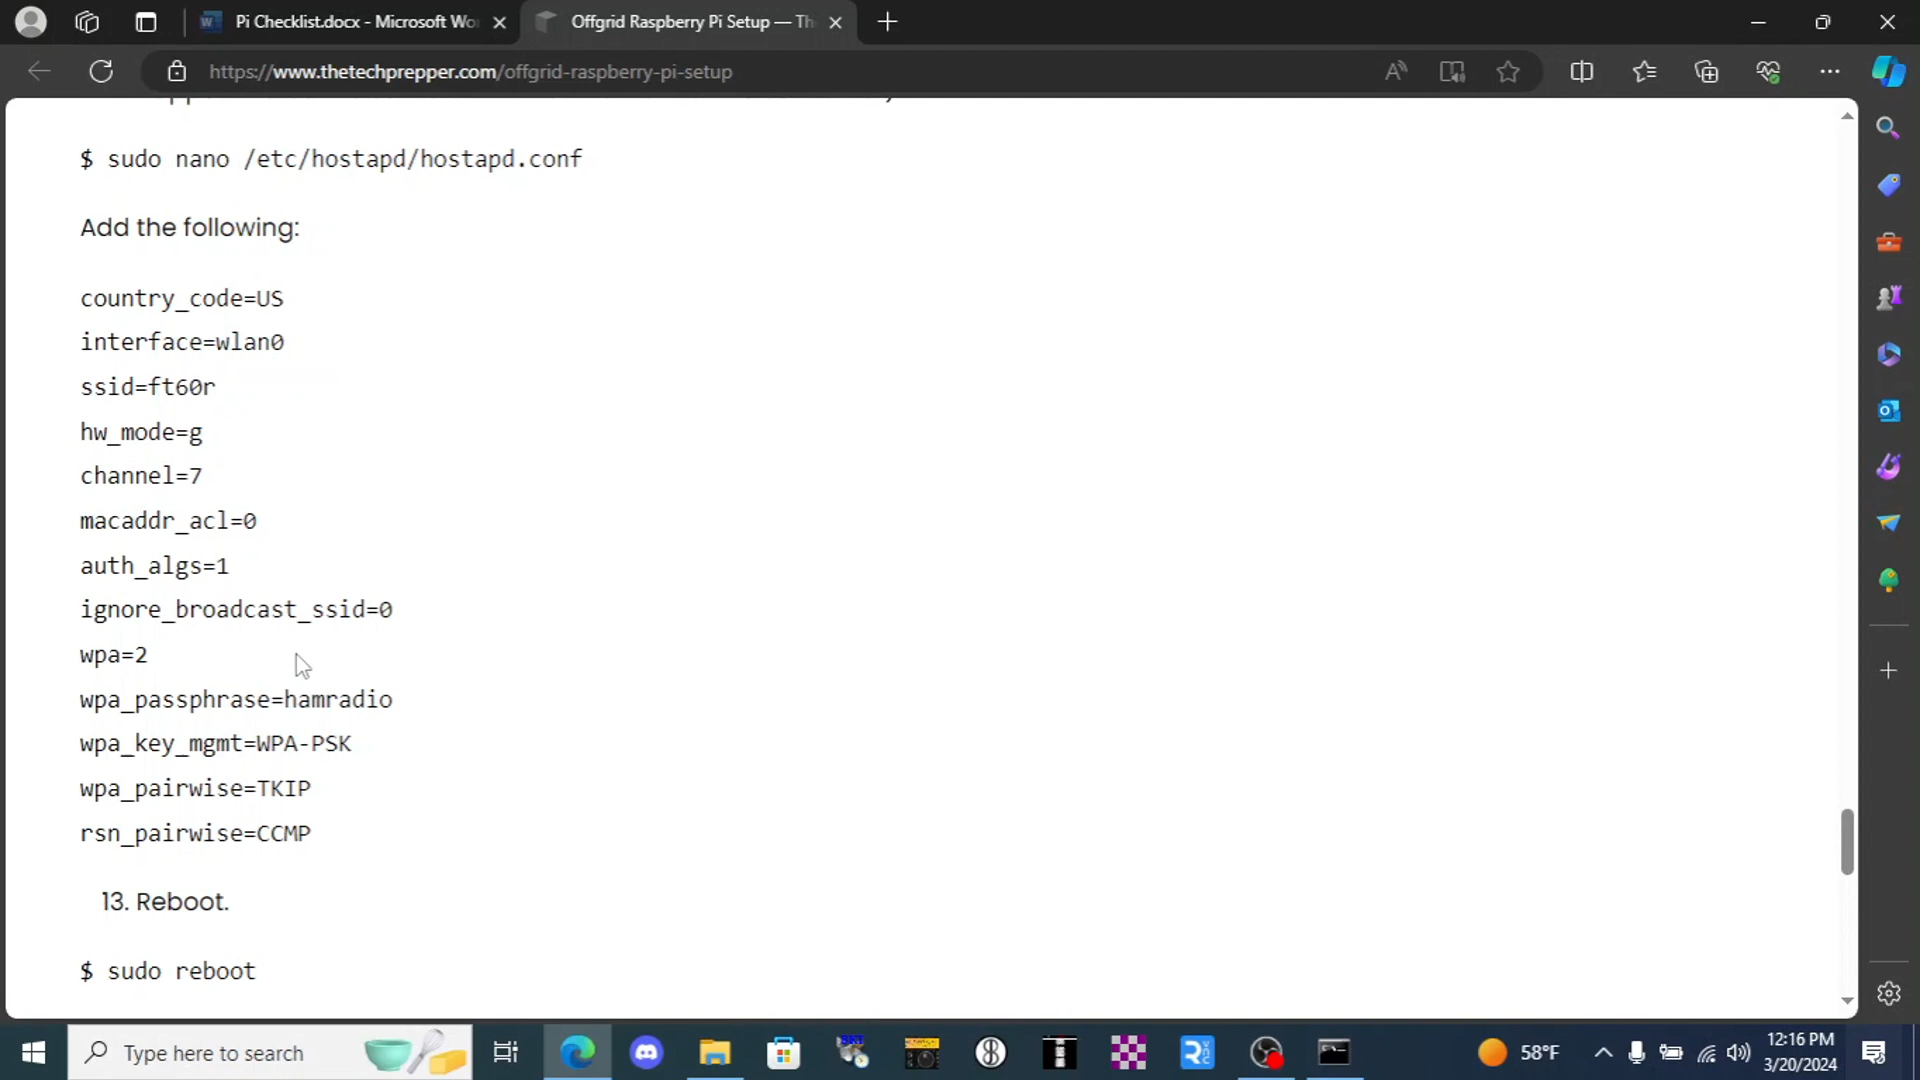 Pi Checklist.docx - Microsoft Wo
Offgrid Raspberry Pi Setup — Th
https://www.thetechprepper.com/offgrid-raspberry-pi-setup
$ sudo nano /etc/hostapd/hostapd.conf
Add the following:
country_code=US
interface=wlan0
ssid=ft60r
hw_mode=g
channel=7
macaddr_acl=0
auth_algs=1
ignore_broadcast_ssid=0
wpa=2
wpa_passphrase=hamradio
wpa_key_mgmt=WPA-PSK
wpa_pairwise=TKIP
rsn_pairwise=CCMP
13. Reboot.
$ sudo reboot
Type here to search
58°F
12:16 PM
3/20/2024